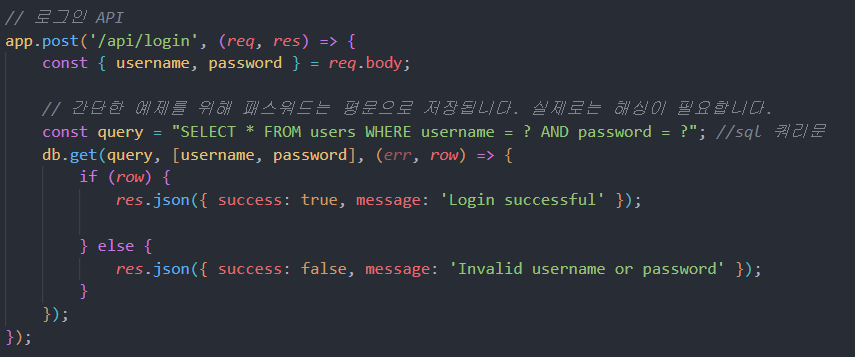 // 로그인 API
app.post('/api/login', (req, res) => {
const { username, password } = req.body;
// 간단한 예제를 위해 패스워드는 평문으로 저장됩니다. 실제로는 해싱이 필요합니다.
const query = "SELECT * FROM users WHERE username = ? AND password = ?"; //sql 쿼리문
db.get(query, [username, password], (err, row) => {
if (row) {
res.json({ success: true, message: 'Login successful' });
} else {
res.json({ success: false, message: 'Invalid username or password' });
}
});
});